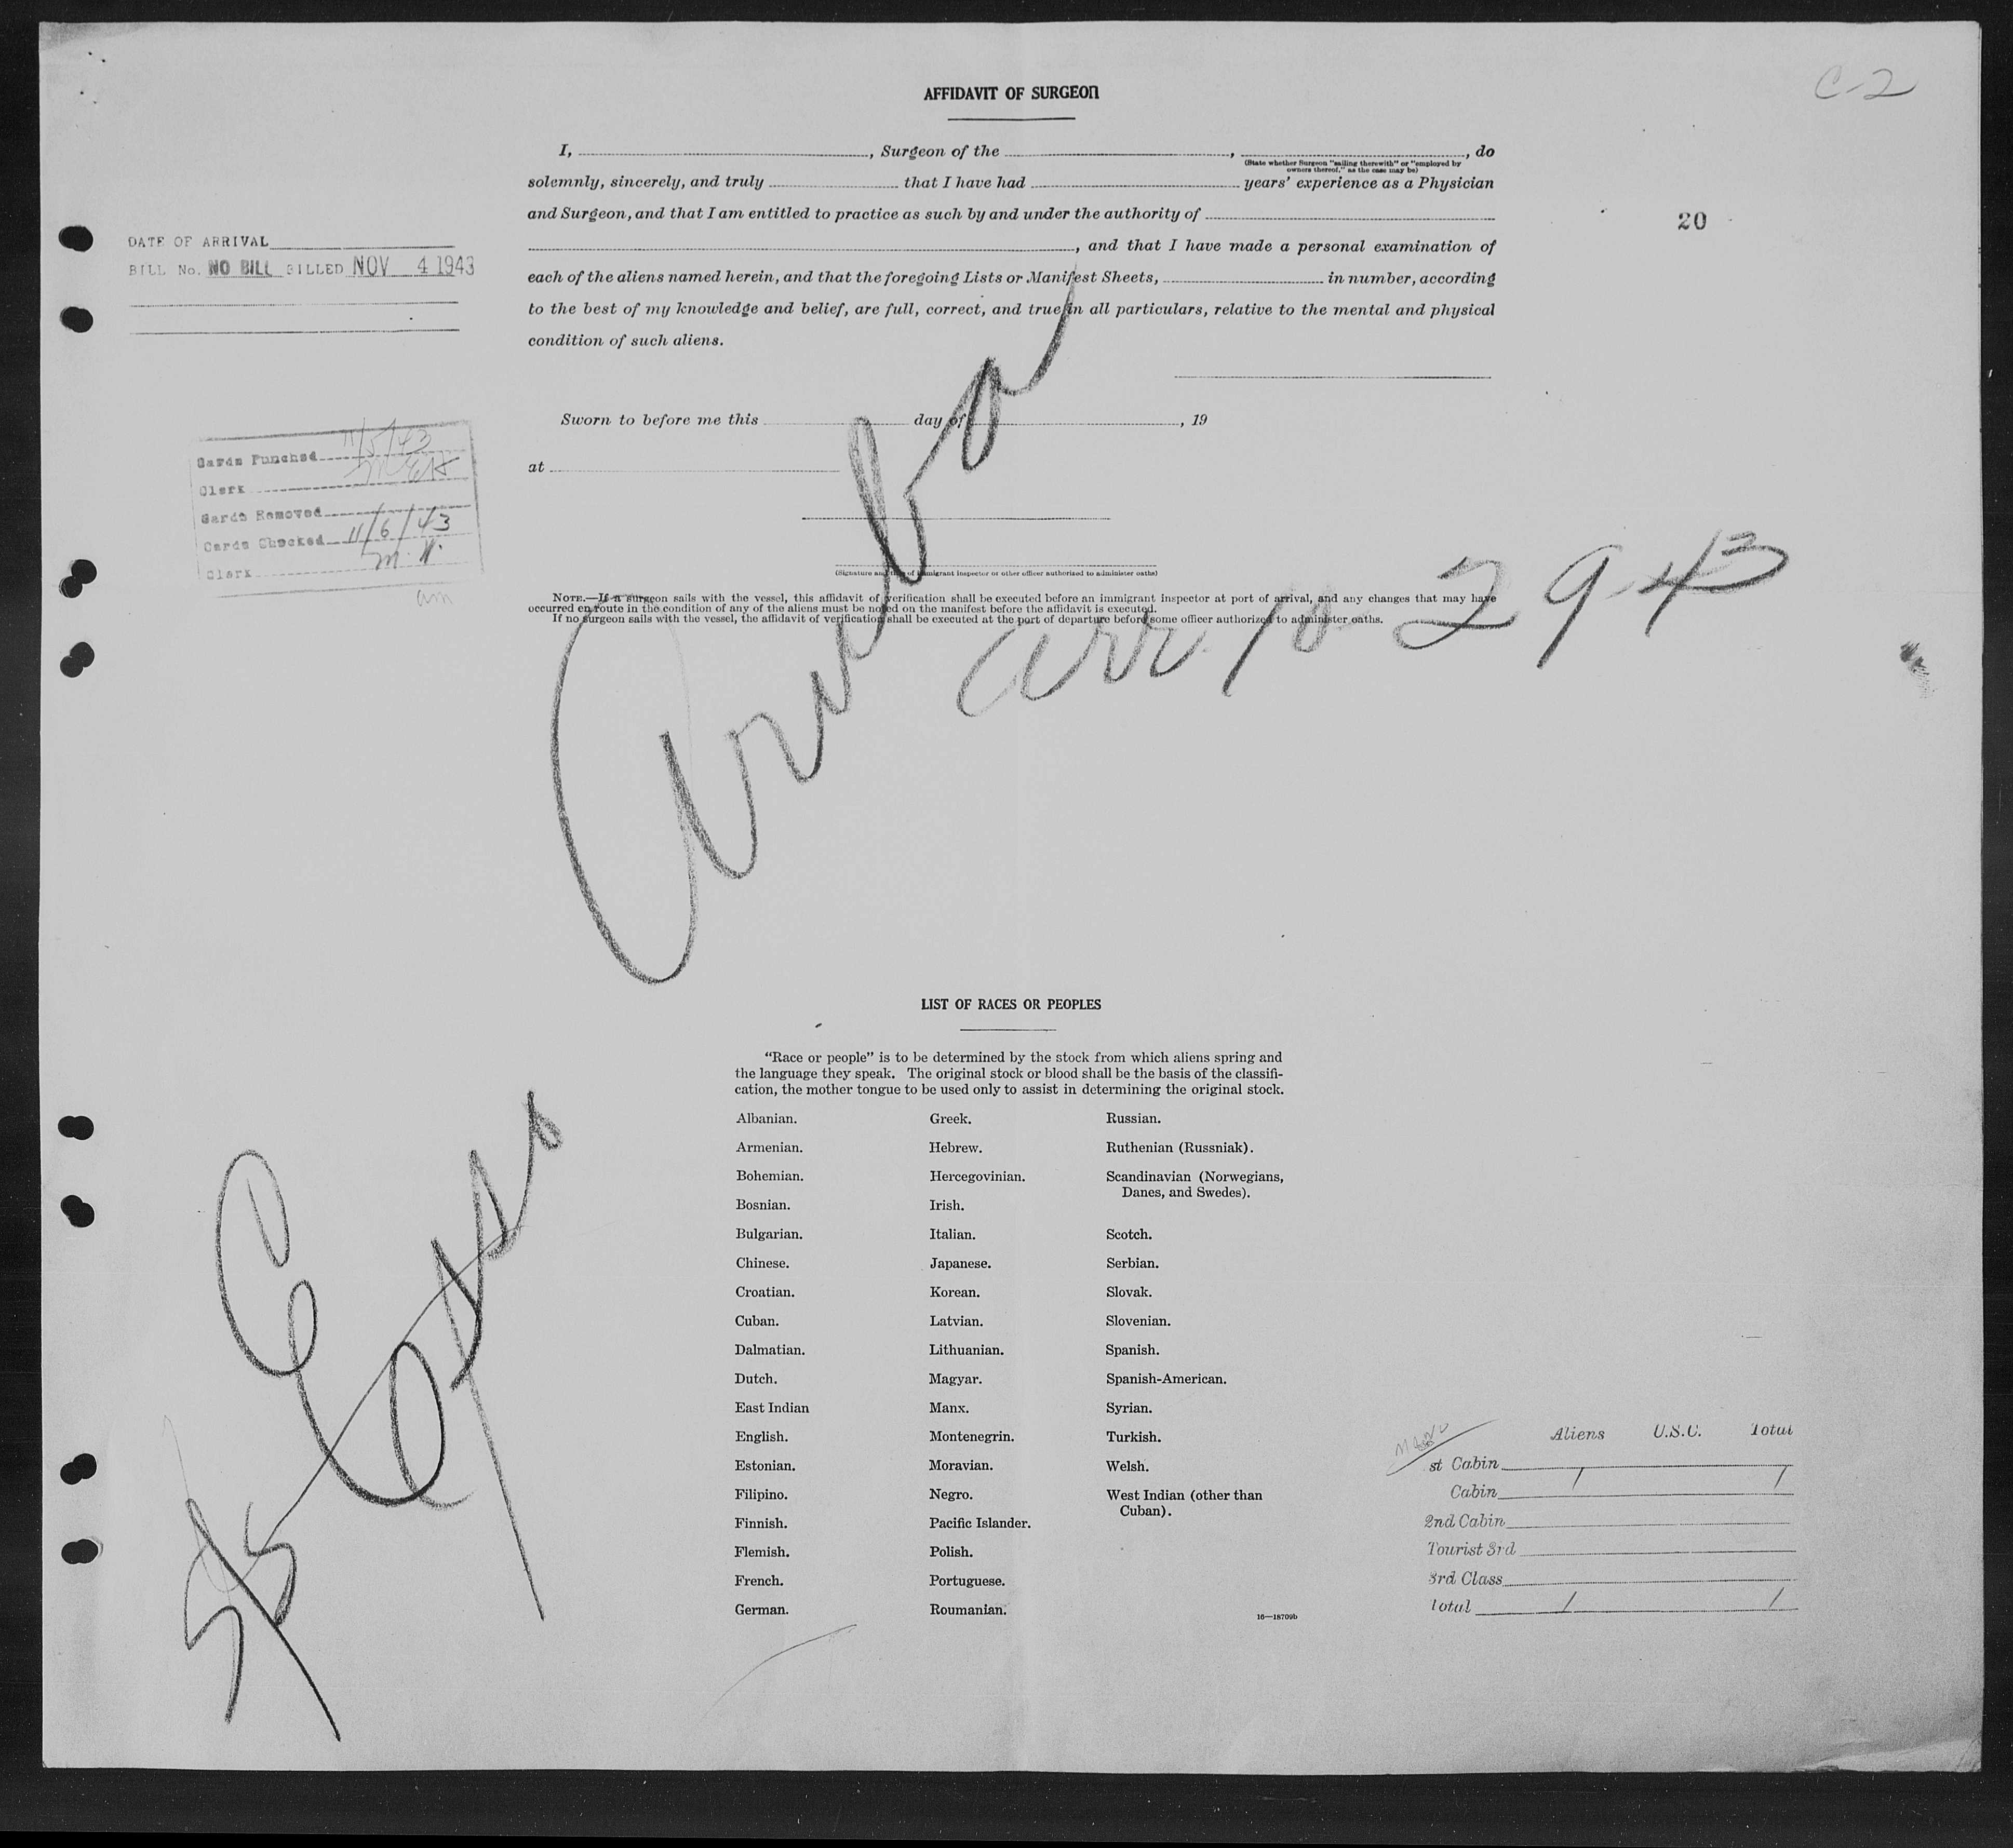 C-2
AFFIDAVIT OF SURGEON
I, , Surgeon of the , , do
(State whether Surgeon "sailing therewith" or "employed by
owners thereof," as the case may be)
solemnly, sincerely, and truly that I have had years' experience as a Physician
and Surgeon, and that I am entitled to practice as such by and under the authority of
, and that I have made a personal examination of
each of the aliens named herein, and that the foregoing Lists or Manifest Sheets, in number, according
to the best of my knowledge and belief, are full, correct, and true in all particulars, relative to the mental and physical
condition of such aliens.
20
DATE OF ARRIVAL
BILL No. NO BILL BILLED NOV 4 1943
Sworn to before me this day of , 19
at
(Signature and title of immigrant inspector or other officer authorized to administer oaths)
Cards Punched 11/5/43
Clerk
Cards Removed
Cards Checked 11/6/43
Clerk M. H.
am
NOTE.—If a surgeon sails with the vessel, this affidavit of verification shall be executed before an immigrant inspector at port of arrival, and any changes that may have
occurred en route in the condition of any of the aliens must be noted on the manifest before the affidavit is executed.
If no surgeon sails with the vessel, the affidavit of verification shall be executed at the port of departure before some officer authorized to administer oaths.
Aruba
arr. 10 29-43
LIST OF RACES OR PEOPLES
"Race or people" is to be determined by the stock from which aliens spring and
the language they speak. The original stock or blood shall be the basis of the classifi-
cation, the mother tongue to be used only to assist in determining the original stock.
Albanian.
Armenian.
Bohemian.
Bosnian.
Bulgarian.
Chinese.
Croatian.
Cuban.
Dalmatian.
Dutch.
East Indian
English.
Estonian.
Filipino.
Finnish.
Flemish.
French.
German.
Greek.
Hebrew.
Hercegovinian.
Irish.
Italian.
Japanese.
Korean.
Latvian.
Lithuanian.
Magyar.
Manx.
Montenegrin.
Moravian.
Negro.
Pacific Islander.
Polish.
Portuguese.
Roumanian.
Russian.
Ruthenian (Russniak).
Scandinavian (Norwegians,
Danes, and Swedes).
Scotch.
Serbian.
Slovak.
Slovenian.
Spanish.
Spanish-American.
Syrian.
Turkish.
Welsh.
West Indian (other than
Cuban).
16—18709b
SS
Aliens U.S.C. Total
st Cabin
Cabin 1 1
2nd Cabin
Tourist 3rd
3rd Class
Total 1 1